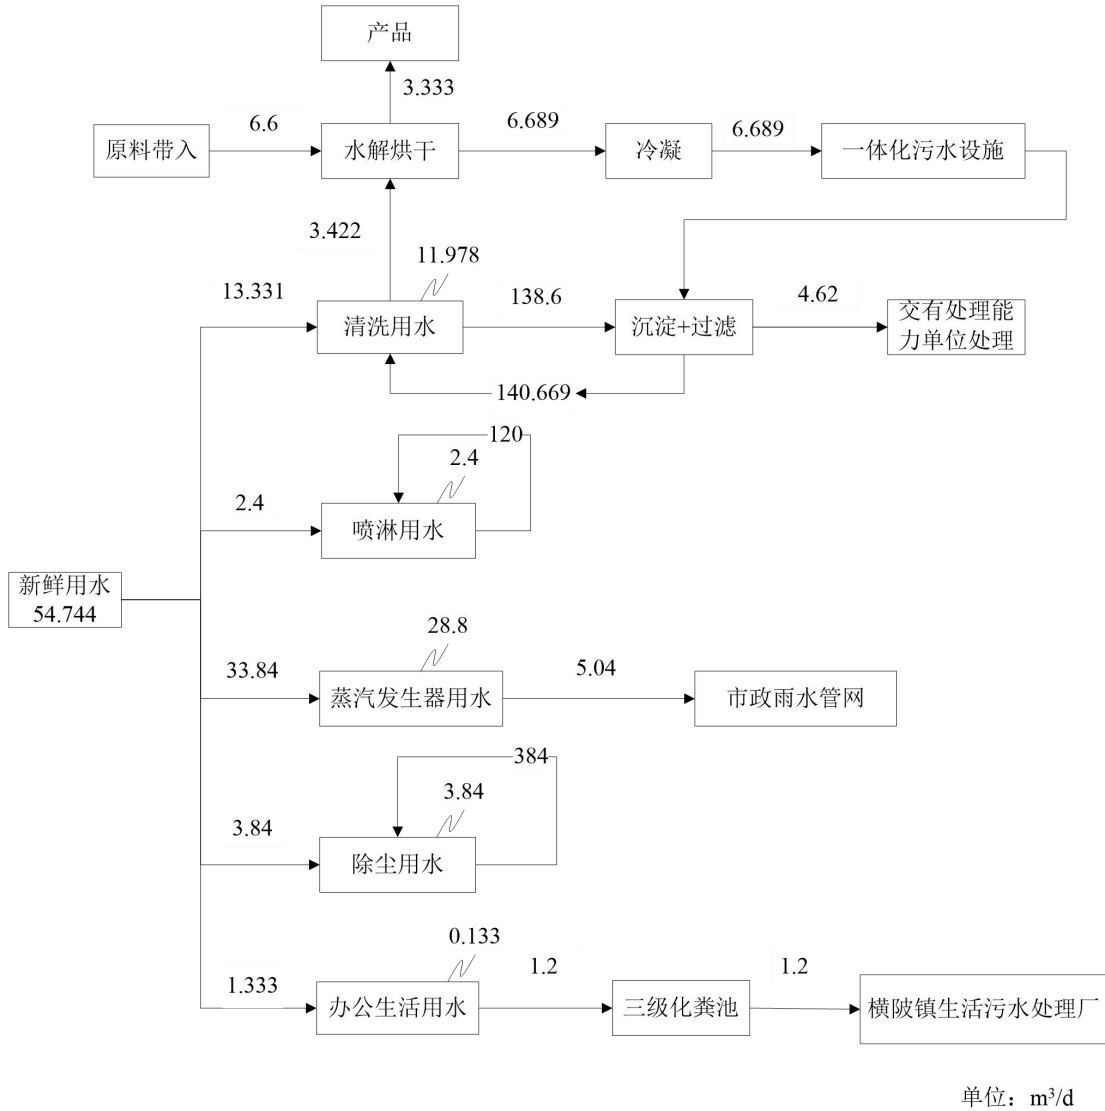 产品
3.333
6.6
6.689
6.689
原料带入
水解烘干
冷凝
一体化污水设施
3.422
11.978
13.331
138.6
4.62
清洗用水
沉淀+过滤
交有处理能
力单位处理
140.669
120
2.4
2.4
喷淋用水
新鲜用水
54.744
28.8
33.84
5.04
蒸汽发生器用水
市政雨水管网
384
3.84
3.84
除尘用水
0.133
1.333
1.2
1.2
办公生活用水
三级化粪池
横陂镇生活污水处理厂
单位：m³/d